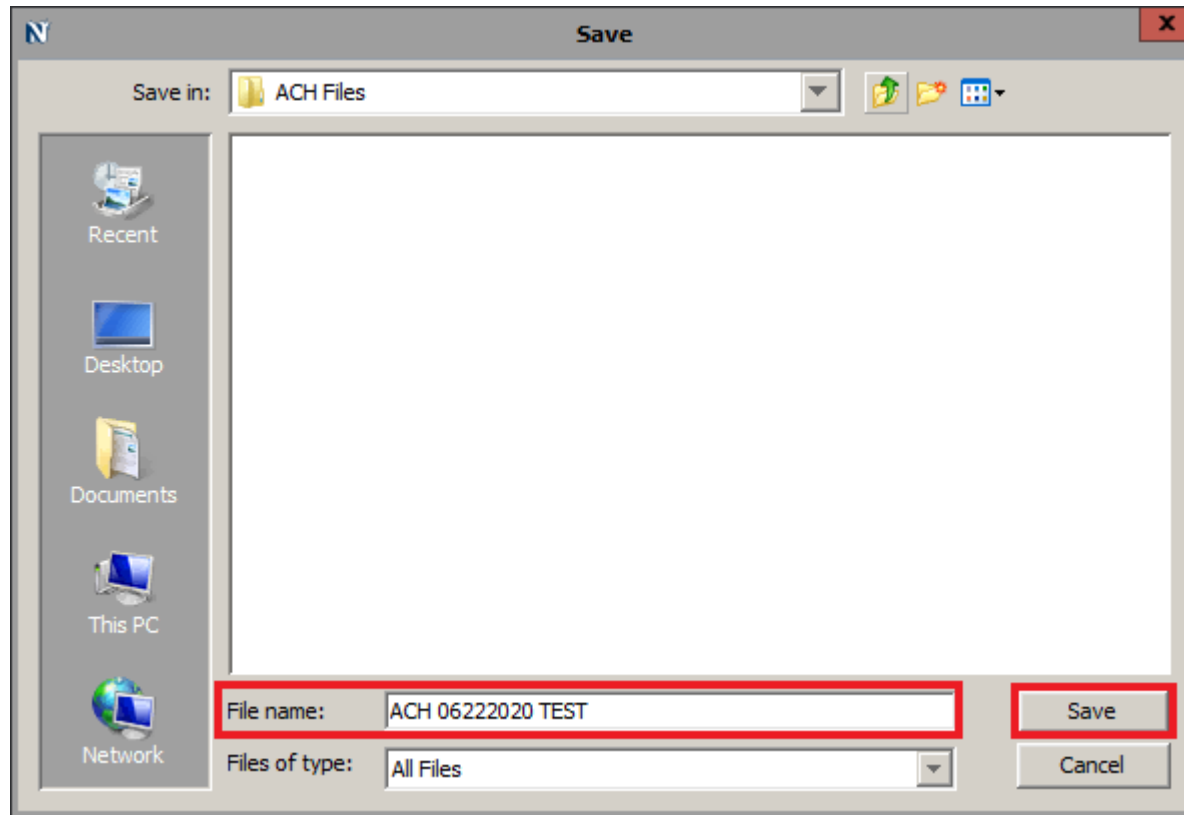 Save
Save in: ACH Files
Recent
Desktop
Documents
This PC
Network
File name: ACH 06222020 TEST Save
Files of type: All Files Cancel